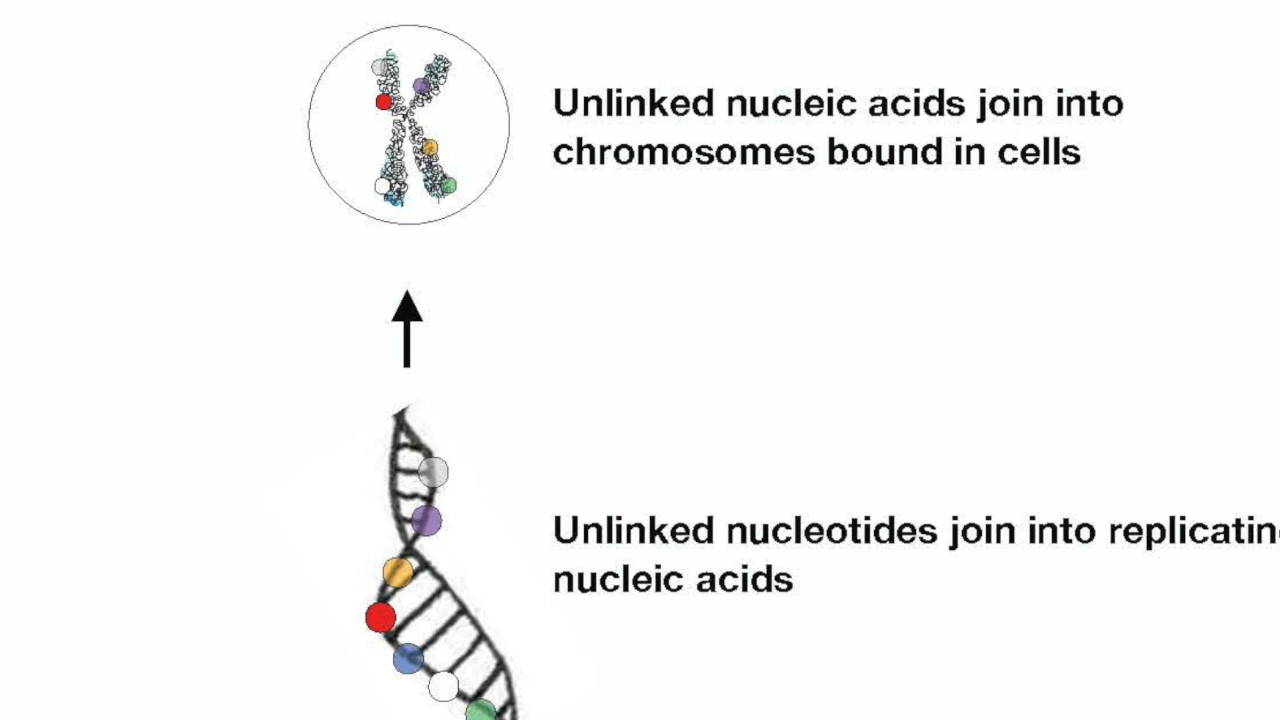 Unlinked nucleic acids join into
chromosomes bound in cells
Unlinked nucleotides join into replicatin
nucleic acids